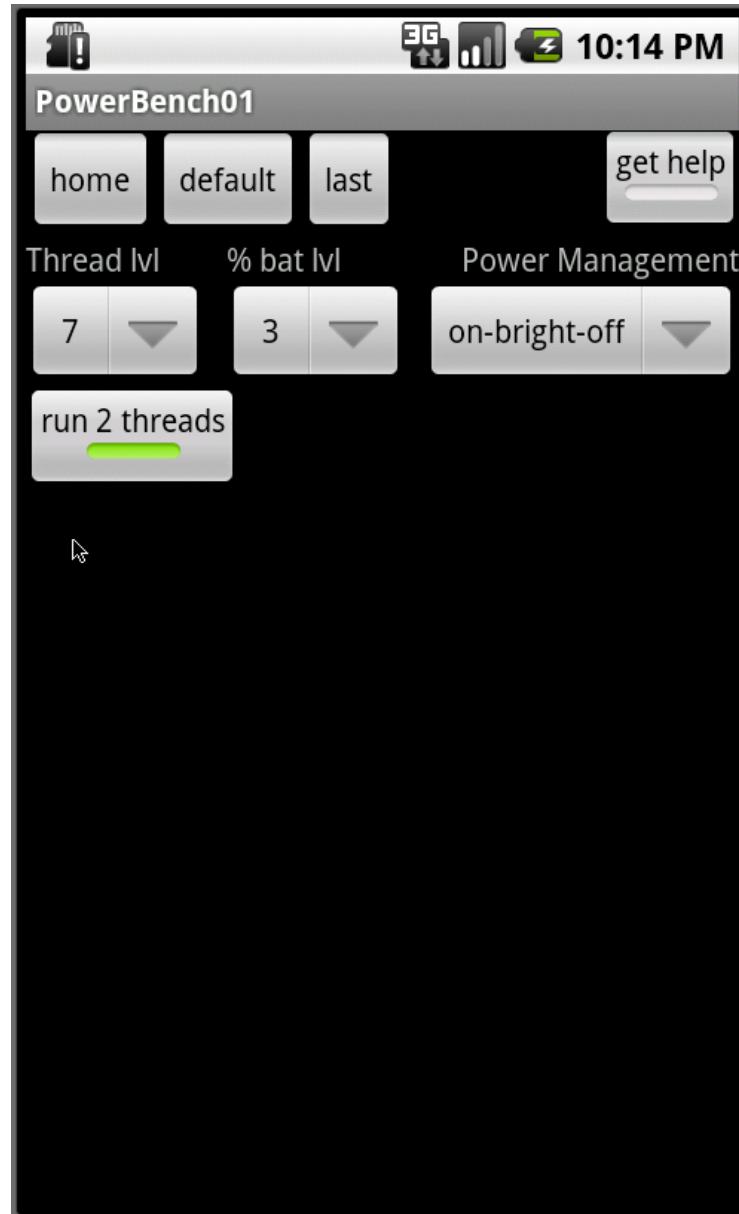 3G 10:14 PM
PowerBench01
home default last get help
Thread lvl % bat lvl Power Management
7 3 on-bright-off
run 2 threads